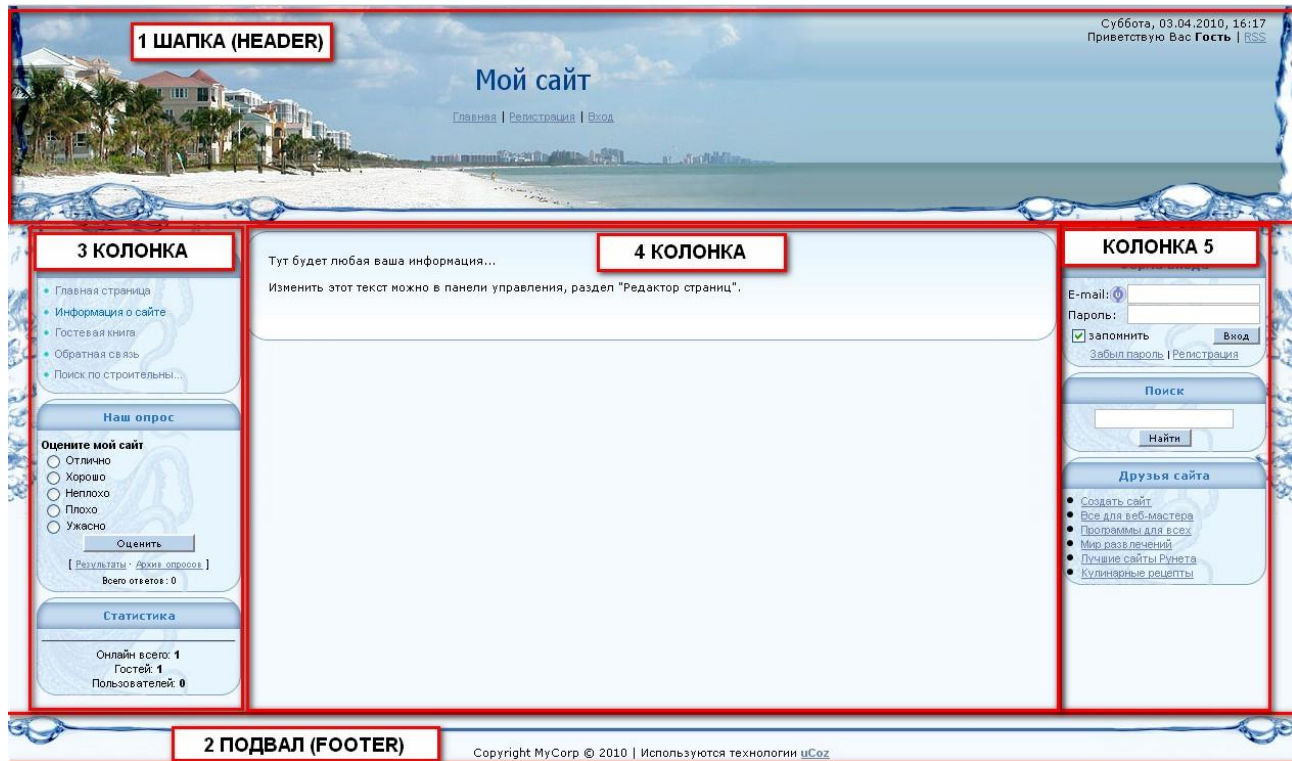 1 ШАПКА (HEADER)
Суббота, 03.04.2010, 16:17
Приветствую Вас Гость | RSS
Мой сайт
Главная | Регистрация | Вход
3 КОЛОНКА
Главная страница
Информация о сайте
Гостевая книга
Обратная связь
Поиск по строительны...
Наш опрос
Оцените мой сайт
Отлично
Хорошо
Неплохо
Плохо
Ужасно
Оценить
[ Результаты · Архив опросов ]
Всего ответов: 0
Статистика
Онлайн всего: 1
Гостей: 1
Пользователей: 0
4 КОЛОНКА
Тут будет любая ваша информация...
Изменить этот текст можно в панели управления, раздел "Редактор страниц".
КОЛОНКА 5
E-mail:
Пароль:
запомнить
Вход
Забыл пароль | Регистрация
Поиск
Найти
Друзья сайта
Создать сайт
Все для веб-мастера
Программы для всех
Мир развлечений
Лучшие сайты Рунета
Кулинарные рецепты
2 ПОДВАЛ (FOOTER)
Copyright MyCorp © 2010 | Используются технологии uCoz